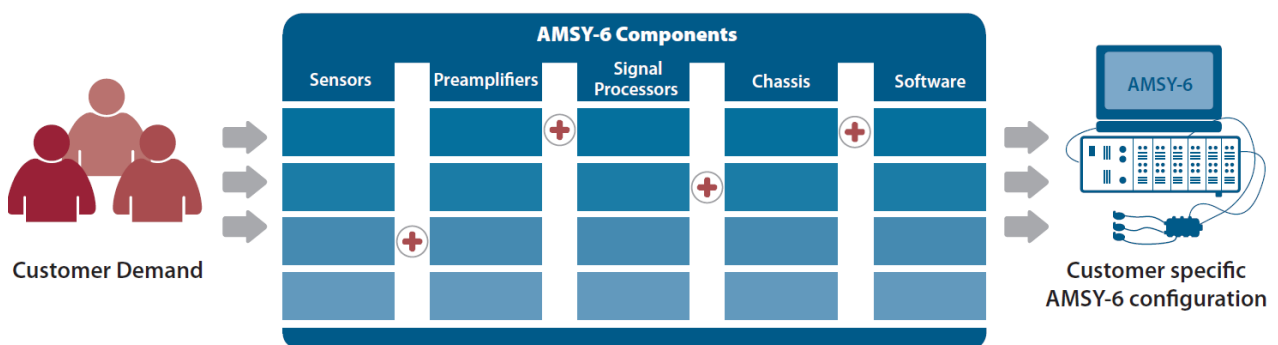 AMSY-6 Components
Sensors
Preamplifiers
Signal
Processors
Chassis
Software
AMSY-6
Customer Demand
Customer specific
AMSY-6 configuration